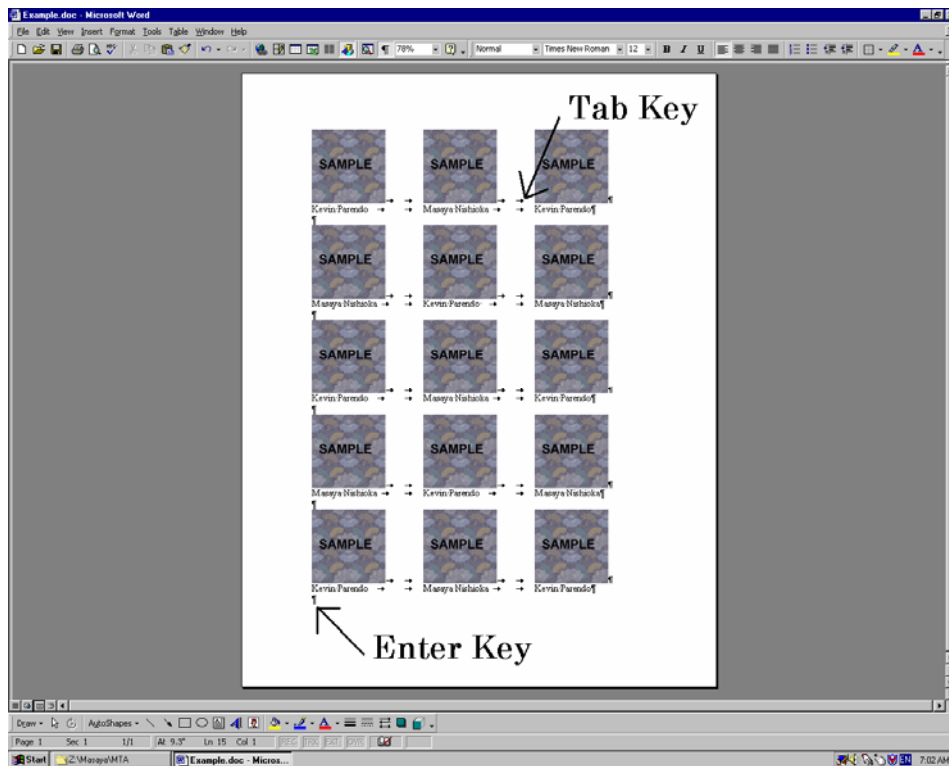 Example.doc - Microsoft Word
File Edit View Insert Format Tools Table Window Help
78% Normal Times New Roman 12 B I U
Tab Key
SAMPLE SAMPLE SAMPLE
Kevin Parendo Masaya Nishioka Kevin Parendo¶
¶
SAMPLE SAMPLE SAMPLE
Masaya Nishioka Kevin Parendo Masaya Nishioka¶
¶
SAMPLE SAMPLE SAMPLE
Kevin Parendo Masaya Nishioka Kevin Parendo¶
¶
SAMPLE SAMPLE SAMPLE
Masaya Nishioka Kevin Parendo Masaya Nishioka¶
¶
SAMPLE SAMPLE SAMPLE
Kevin Parendo Masaya Nishioka Kevin Parendo¶
¶
Enter Key
Draw AutoShapes
Page 1 Sec 1 1/1 At 9.3" Ln 15 Col 1 REC TRK EXT OVR
Start Z:\Masaya\MTA Example.doc - Micros... EN 7:02 AM